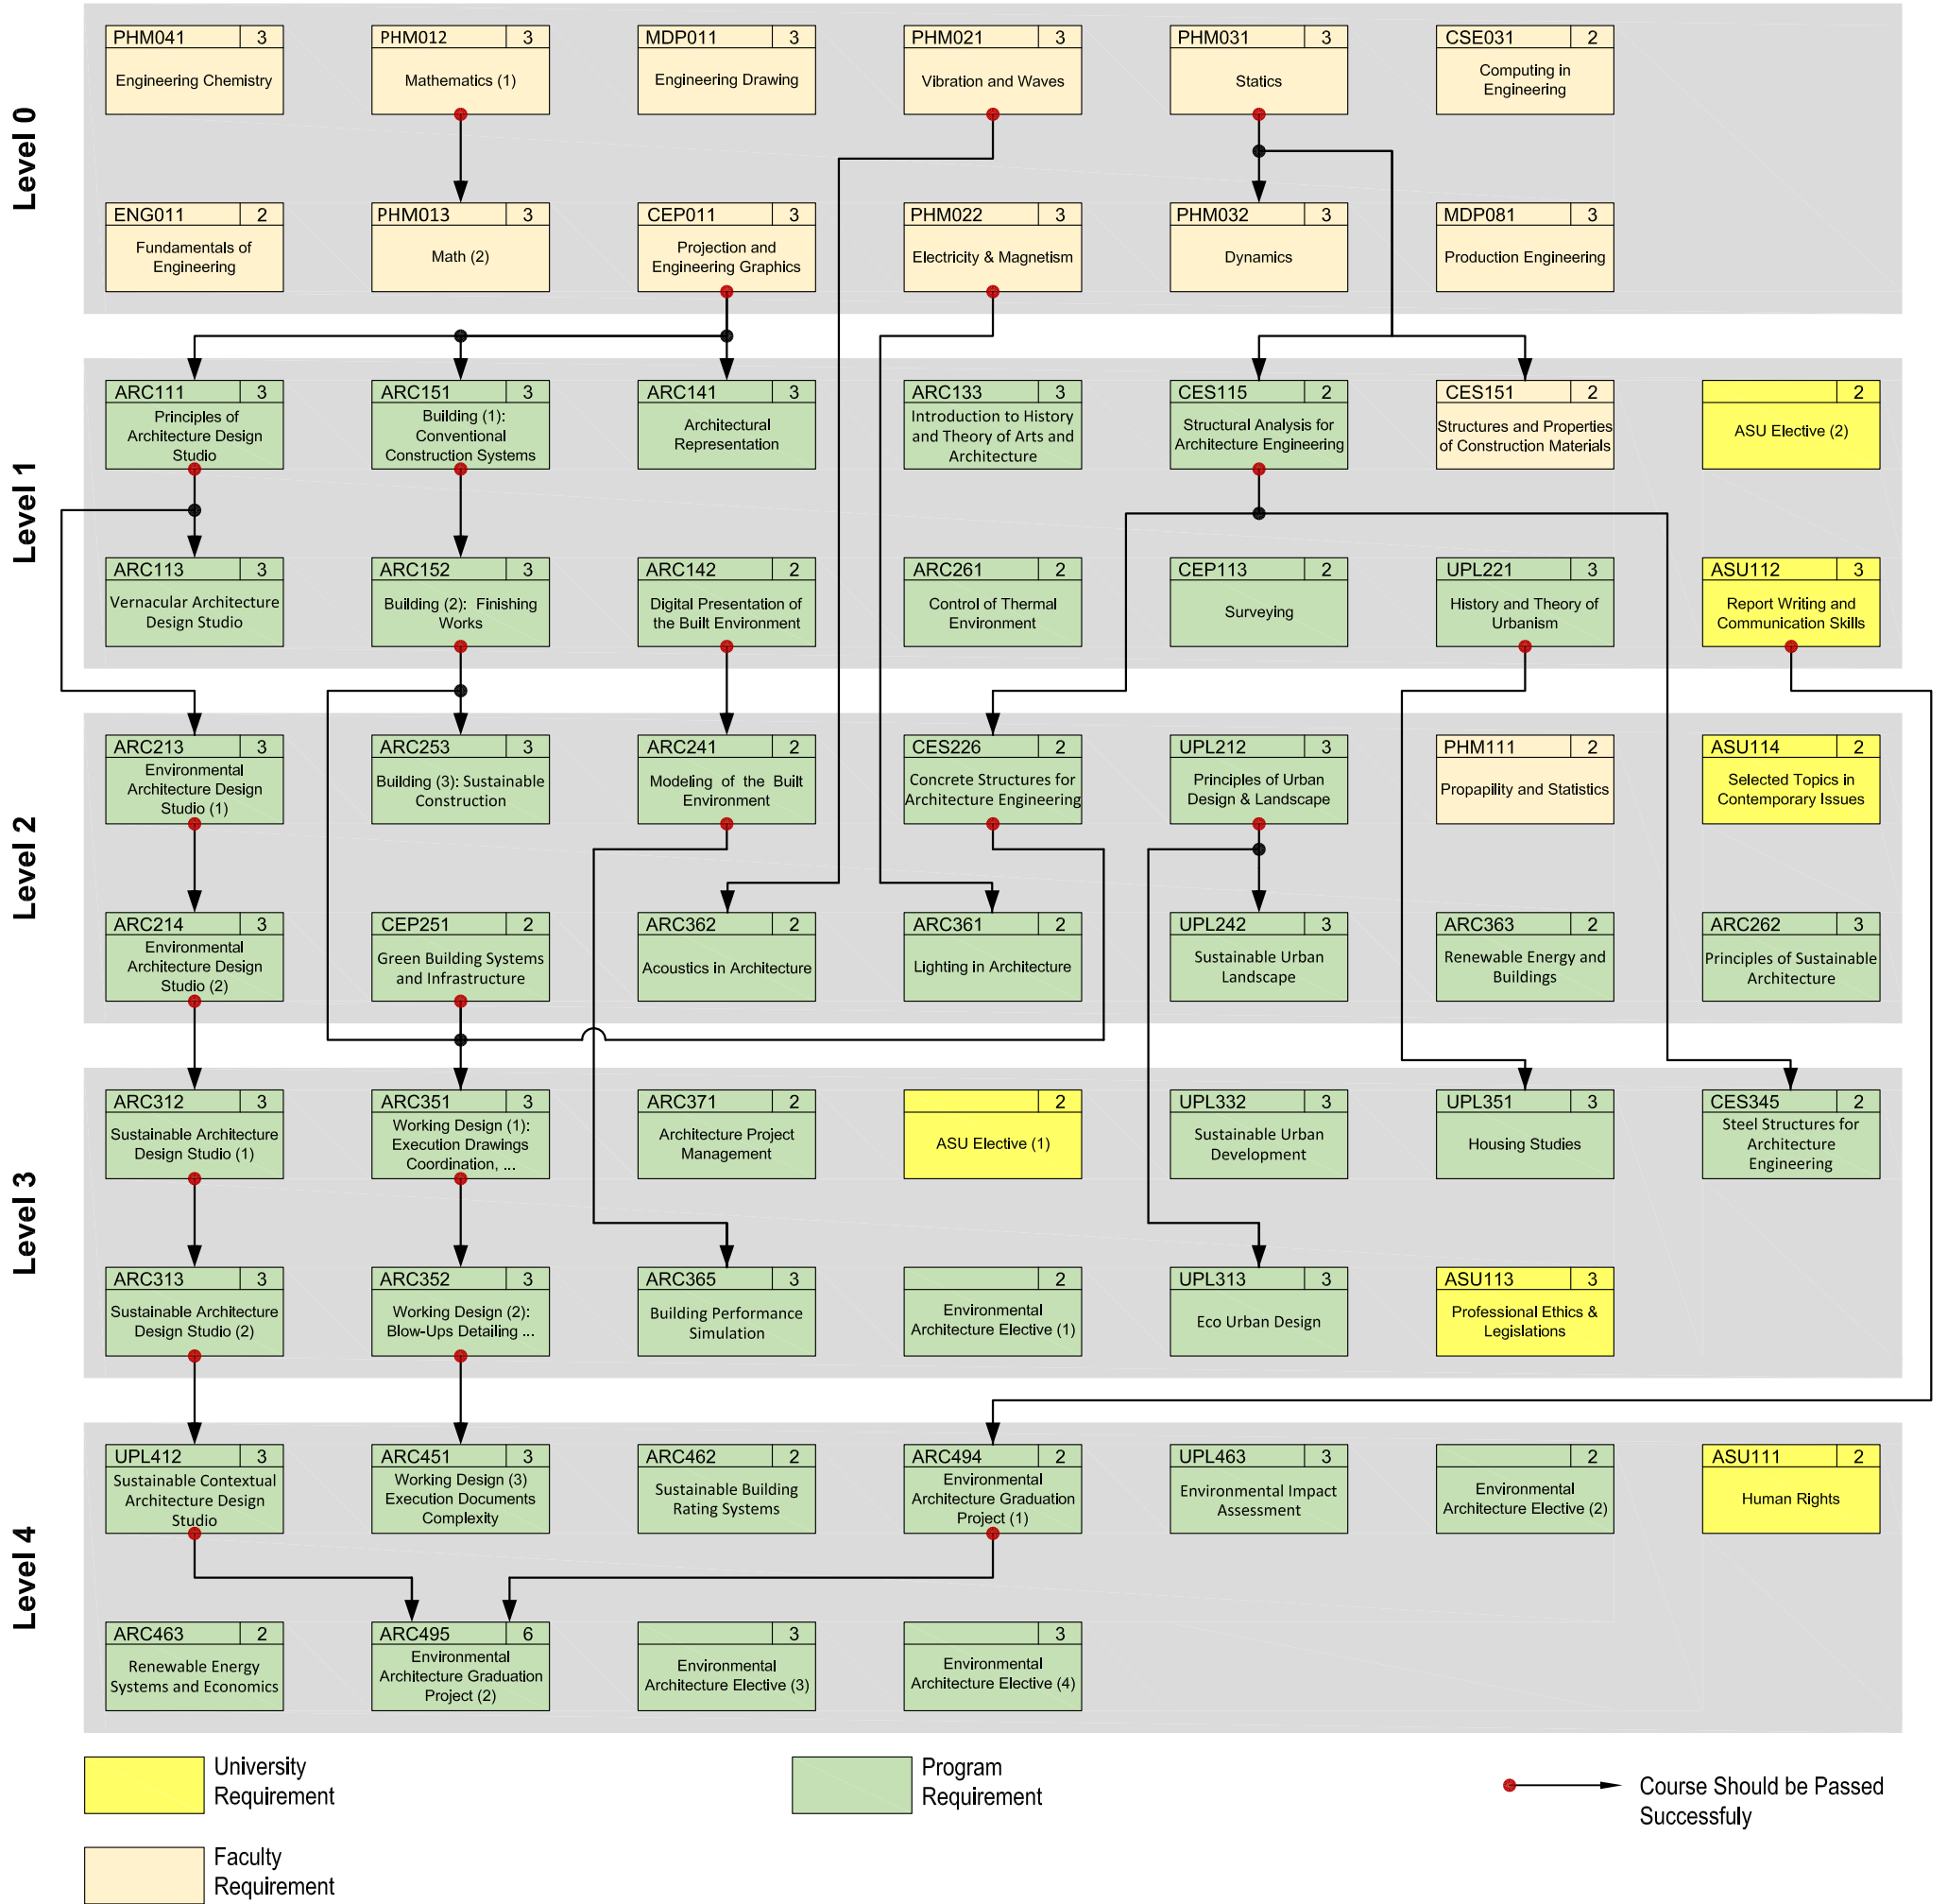 Level 0
PHM041 3
Engineering Chemistry
PHM012 3
Mathematics (1)
MDP011 3
Engineering Drawing
PHM021 3
Vibration and Waves
PHM031 3
Statics
CSE031 2
Computing in
Engineering
ENG011 2
Fundamentals of
Engineering
PHM013 3
Math (2)
CEP011 3
Projection and
Engineering Graphics
PHM022 3
Electricity & Magnetism
PHM032 3
Dynamics
MDP081 3
Production Engineering
Level 1
ARC111 3
Principles of
Architecture Design
Studio
ARC151 3
Building (1):
Conventional
Construction Systems
ARC141 3
Architectural
Representation
ARC133 3
Introduction to History
and Theory of Arts and
Architecture
CES115 2
Structural Analysis for
Architecture Engineering
CES151 2
Structures and Properties
of Construction Materials
2
ASU Elective (2)
ARC113 3
Vernacular Architecture
Design Studio
ARC152 3
Building (2): Finishing
Works
ARC142 2
Digital Presentation of
the Built Environment
ARC261 2
Control of Thermal
Environment
CEP113 2
Surveying
UPL221 3
History and Theory of
Urbanism
ASU112 3
Report Writing and
Communication Skills
Level 2
ARC213 3
Environmental
Architecture Design
Studio (1)
ARC253 3
Building (3): Sustainable
Construction
ARC241 2
Modeling of the Built
Environment
CES226 2
Concrete Structures for
Architecture Engineering
UPL212 3
Principles of Urban
Design & Landscape
PHM111 2
Propapility and Statistics
ASU114 2
Selected Topics in
Contemporary Issues
ARC214 3
Environmental
Architecture Design
Studio (2)
CEP251 2
Green Building Systems
and Infrastructure
ARC362 2
Acoustics in Architecture
ARC361 2
Lighting in Architecture
UPL242 3
Sustainable Urban
Landscape
ARC363 2
Renewable Energy and
Buildings
ARC262 3
Principles of Sustainable
Architecture
Level 3
ARC312 3
Sustainable Architecture
Design Studio (1)
ARC351 3
Working Design (1):
Execution Drawings
Coordination, ...
ARC371 2
Architecture Project
Management
2
ASU Elective (1)
UPL332 3
Sustainable Urban
Development
UPL351 3
Housing Studies
CES345 2
Steel Structures for
Architecture
Engineering
ARC313 3
Sustainable Architecture
Design Studio (2)
ARC352 3
Working Design (2):
Blow-Ups Detailing ...
ARC365 3
Building Performance
Simulation
2
Environmental
Architecture Elective (1)
UPL313 3
Eco Urban Design
ASU113 3
Professional Ethics &
Legislations
Level 4
UPL412 3
Sustainable Contextual
Architecture Design
Studio
ARC451 3
Working Design (3)
Execution Documents
Complexity
ARC462 2
Sustainable Building
Rating Systems
ARC494 2
Environmental
Architecture Graduation
Project (1)
UPL463 3
Environmental Impact
Assessment
2
Environmental
Architecture Elective (2)
ASU111 2
Human Rights
ARC463 2
Renewable Energy
Systems and Economics
ARC495 6
Environmental
Architecture Graduation
Project (2)
3
Environmental
Architecture Elective (3)
3
Environmental
Architecture Elective (4)
University
Requirement
Program
Requirement
Course Should be Passed
Successfuly
Faculty
Requirement